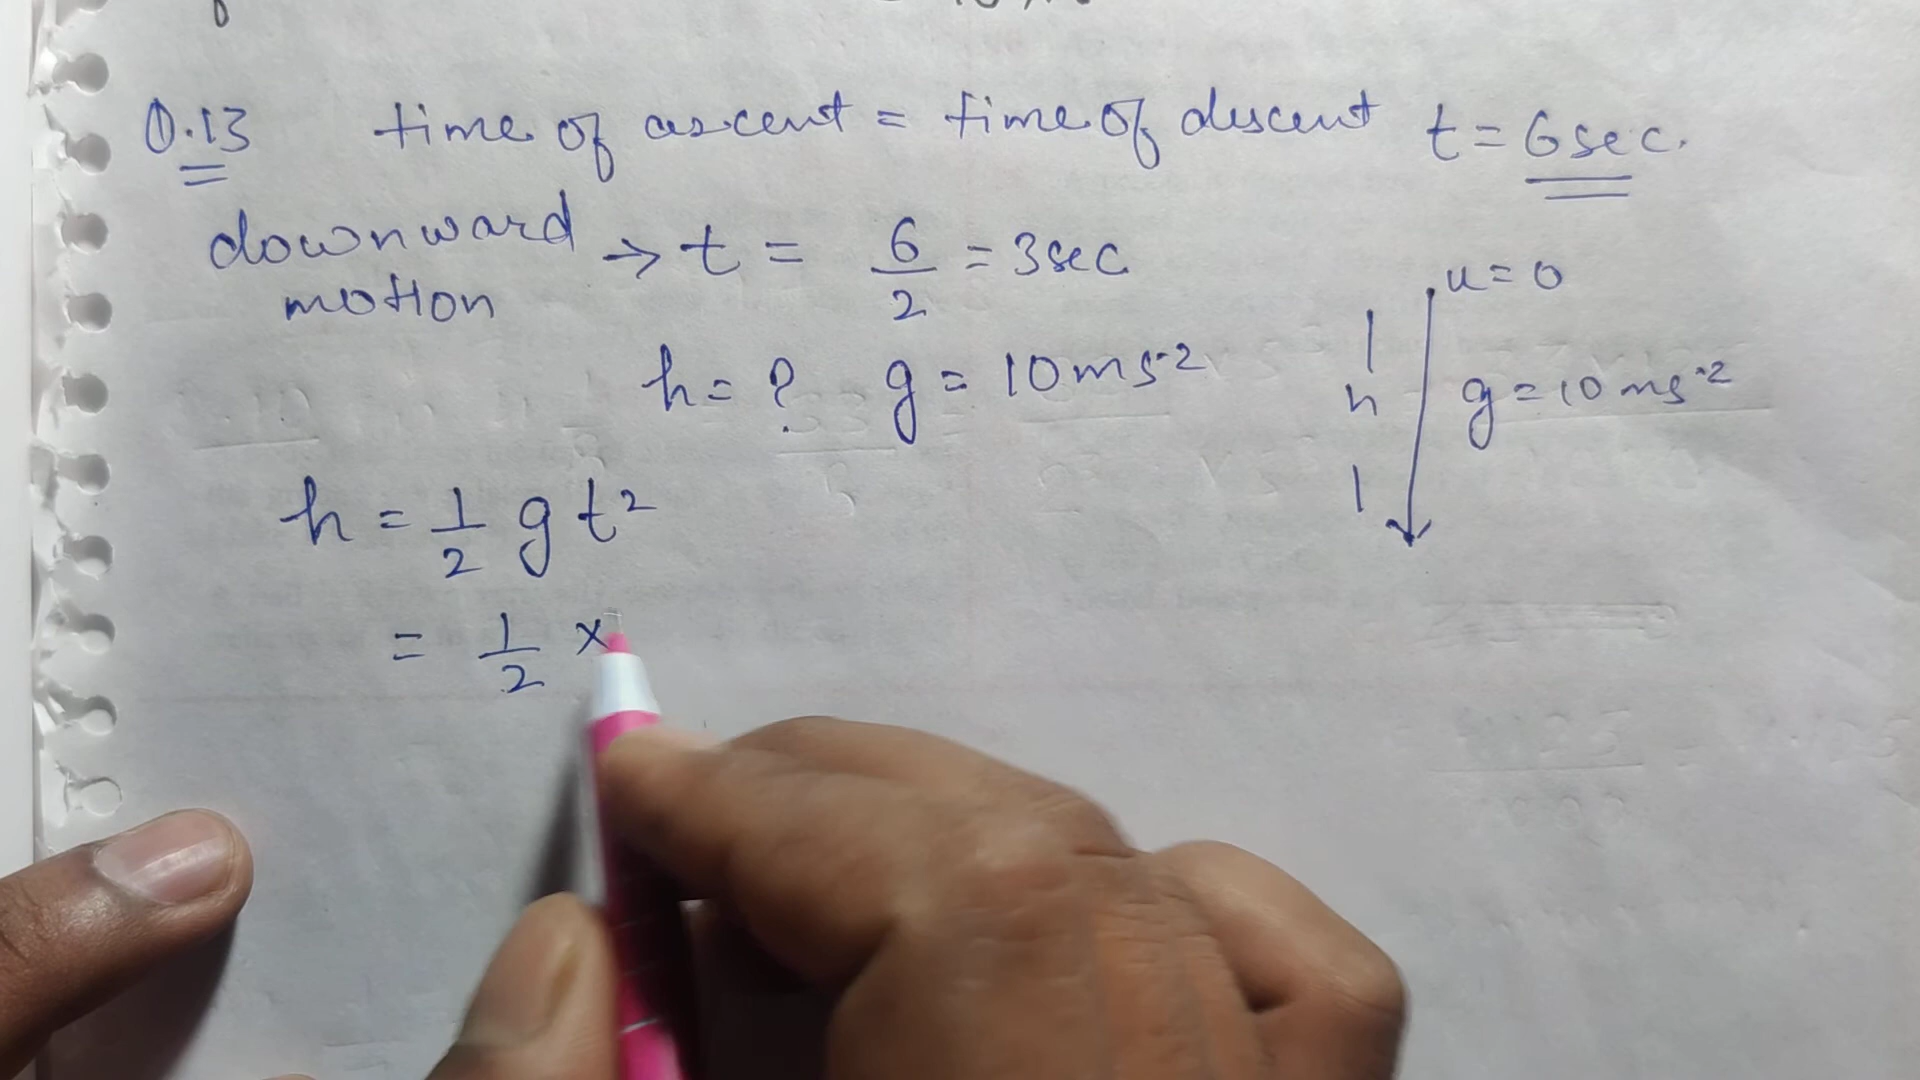 Q.13 time of ascent = time of descent t = 6 sec.
downward motion → t = 6/2 = 3 sec
u = 0
h = ? g = 10 ms-2
h g = 10 ms-2
h = 1/2 g t2
= 1/2 ×